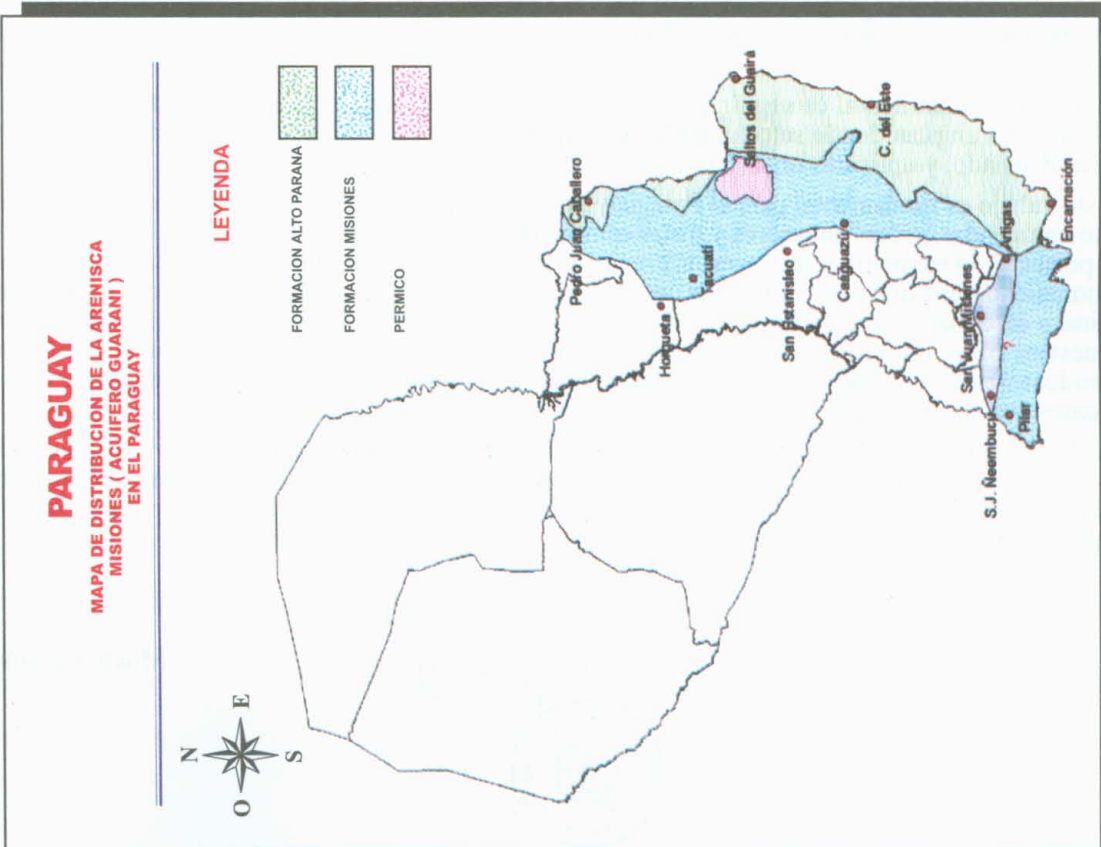 PARAGUAY
MAPA DE DISTRIBUCION DE LA ARENISCA
MISIONES ( ACUIFERO GUARANI )
EN EL PARAGUAY
N
O
E
S
LEYENDA
FORMACION ALTO PARANA
FORMACION MISIONES
PERMICO
Pedro Juan Caballero
Saltos del Guairá
Horqueta
Tacuatí
San Estanislao
C. del Este
Caaguazú
San Juan Misiones
Artigas
?
S.J. Ñeembucú
Pilar
Encarnación